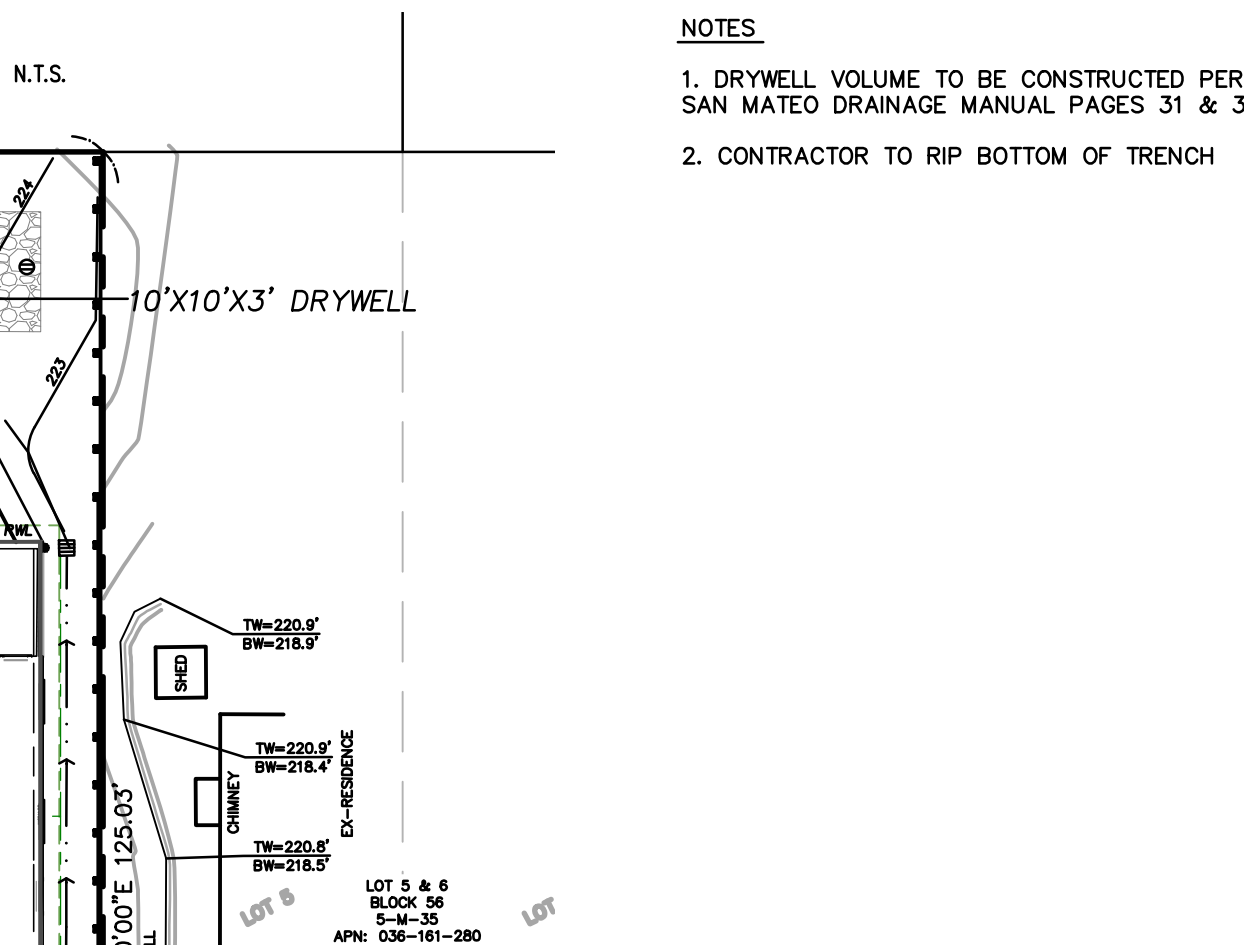 NOTES
1. DRYWELL VOLUME TO BE CONSTRUCTED PER
SAN MATEO DRAINAGE MANUAL PAGES 31 & 3
2. CONTRACTOR TO RIP BOTTOM OF TRENCH
N.T.S.
224
10'X10'X3' DRYWELL
223
RWL
TW=220.9'
BW=218.9'
SHED
TW=220.9'
BW=218.4'
CHIMNEY
EX-RESIDENCE
0'00"E 125.03'
TW=220.8'
BW=218.5'
LOT 5
LOT 5 & 6
BLOCK 56
5-M-35
APN: 036-161-280
LOT